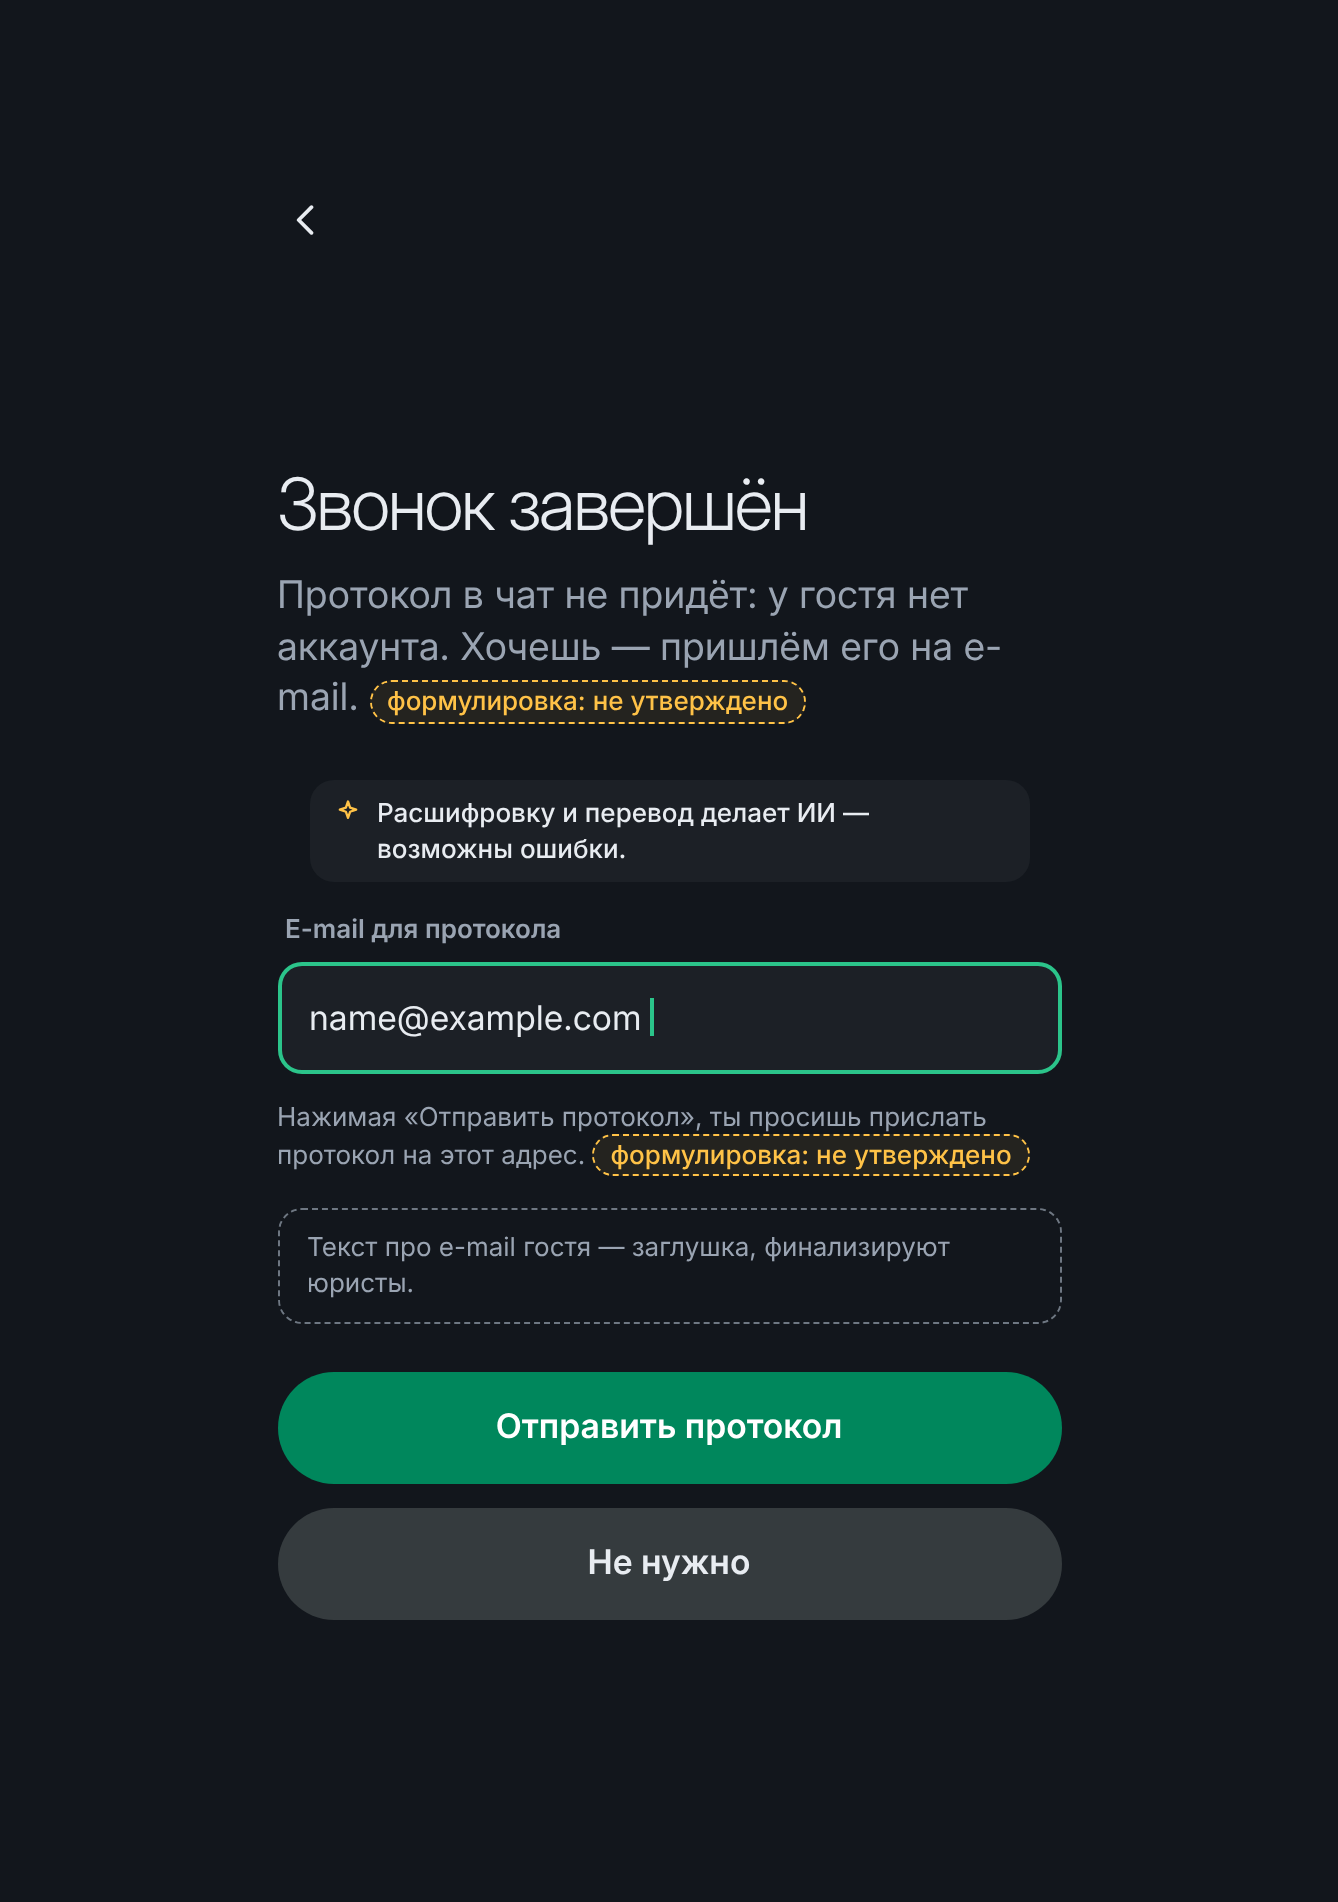 Звонок завершён
Протокол в чат не придёт: у гостя нет
аккаунта. Хочешь — пришлём его на e-
mail. формулировка: не утверждено
Расшифровку и перевод делает ИИ —
возможны ошибки.
E-mail для протокола
name@example.com
Нажимая «Отправить протокол», ты просишь прислать
протокол на этот адрес. формулировка: не утверждено
Текст про e-mail гостя — заглушка, финализируют
юристы.
Отправить протокол
Не нужно